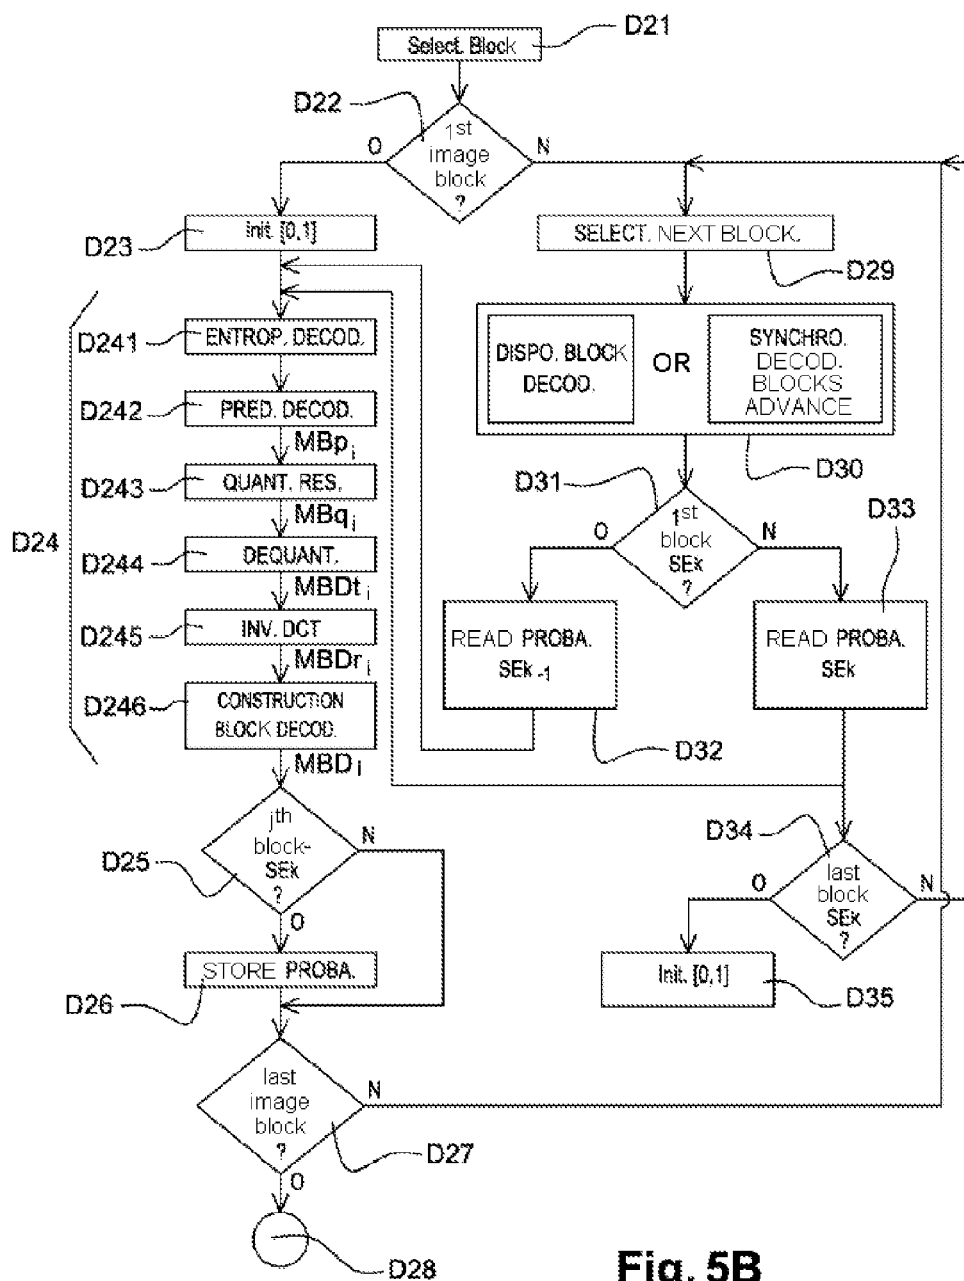 Select. Block
D21
D22
1st
image
block
?
O
N
Init. [0,1]
D23
SELECT. NEXT BLOCK.
D29
D24
D241
ENTROP. DECOD.
D242
PRED. DECOD.
MBpi
D243
QUANT. RES.
MBqi
D244
DEQUANT.
MBDti
D245
INV. DCT
MBDri
D246
CONSTRUCTION
BLOCK DECOD.
MBDi
DISPO. BLOCK
DECOD.
OR
SYNCHRO.
DECOD.
BLOCKS
ADVANCE
D30
D31
1st
block
SEk
?
O
N
D33
READ PROBA.
SEk-1
D32
READ PROBA.
SEk
jth
block-
SEk
?
D25
N
O
STORE PROBA.
D26
D34
last
block
SEk
?
O
N
Init. [0,1]
D35
last
image
block
?
N
D27
O
D28
Fig. 5B